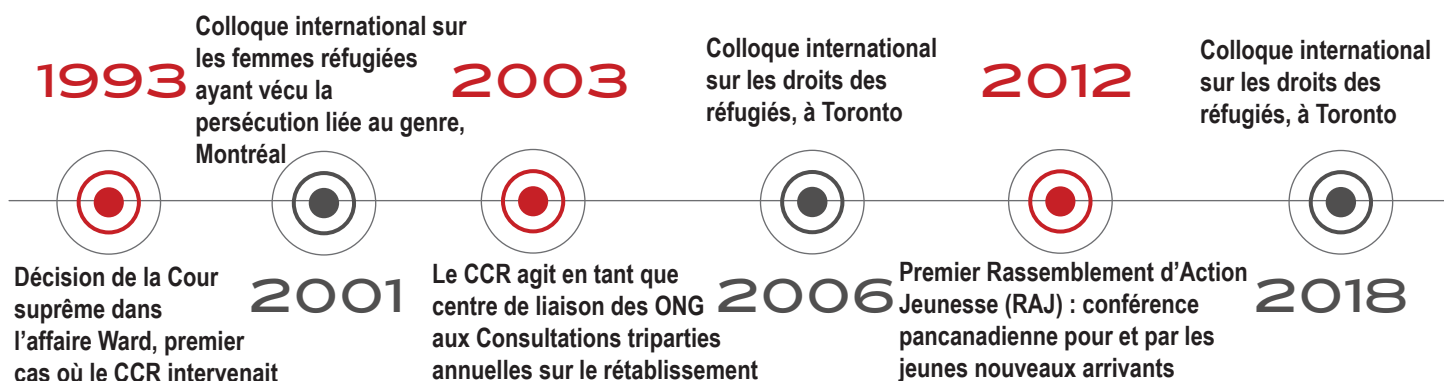 1993
Décision de la Cour
suprême dans
l'affaire Ward, premier
cas où le CCR intervenait
Colloque international sur
les femmes réfugiées
ayant vécu la
persécution liée au genre,
Montréal
2001
2003
Le CCR agit en tant que
centre de liaison des ONG
aux Consultations triparties
annuelles sur le rétablissement
Colloque international
sur les droits des
réfugiés, à Toronto
2006
2012
Premier Rassemblement d'Action
Jeunesse (RAJ) : conférence
pancanadienne pour et par les
jeunes nouveaux arrivants
Colloque international
sur les droits des
réfugiés, à Toronto
2018